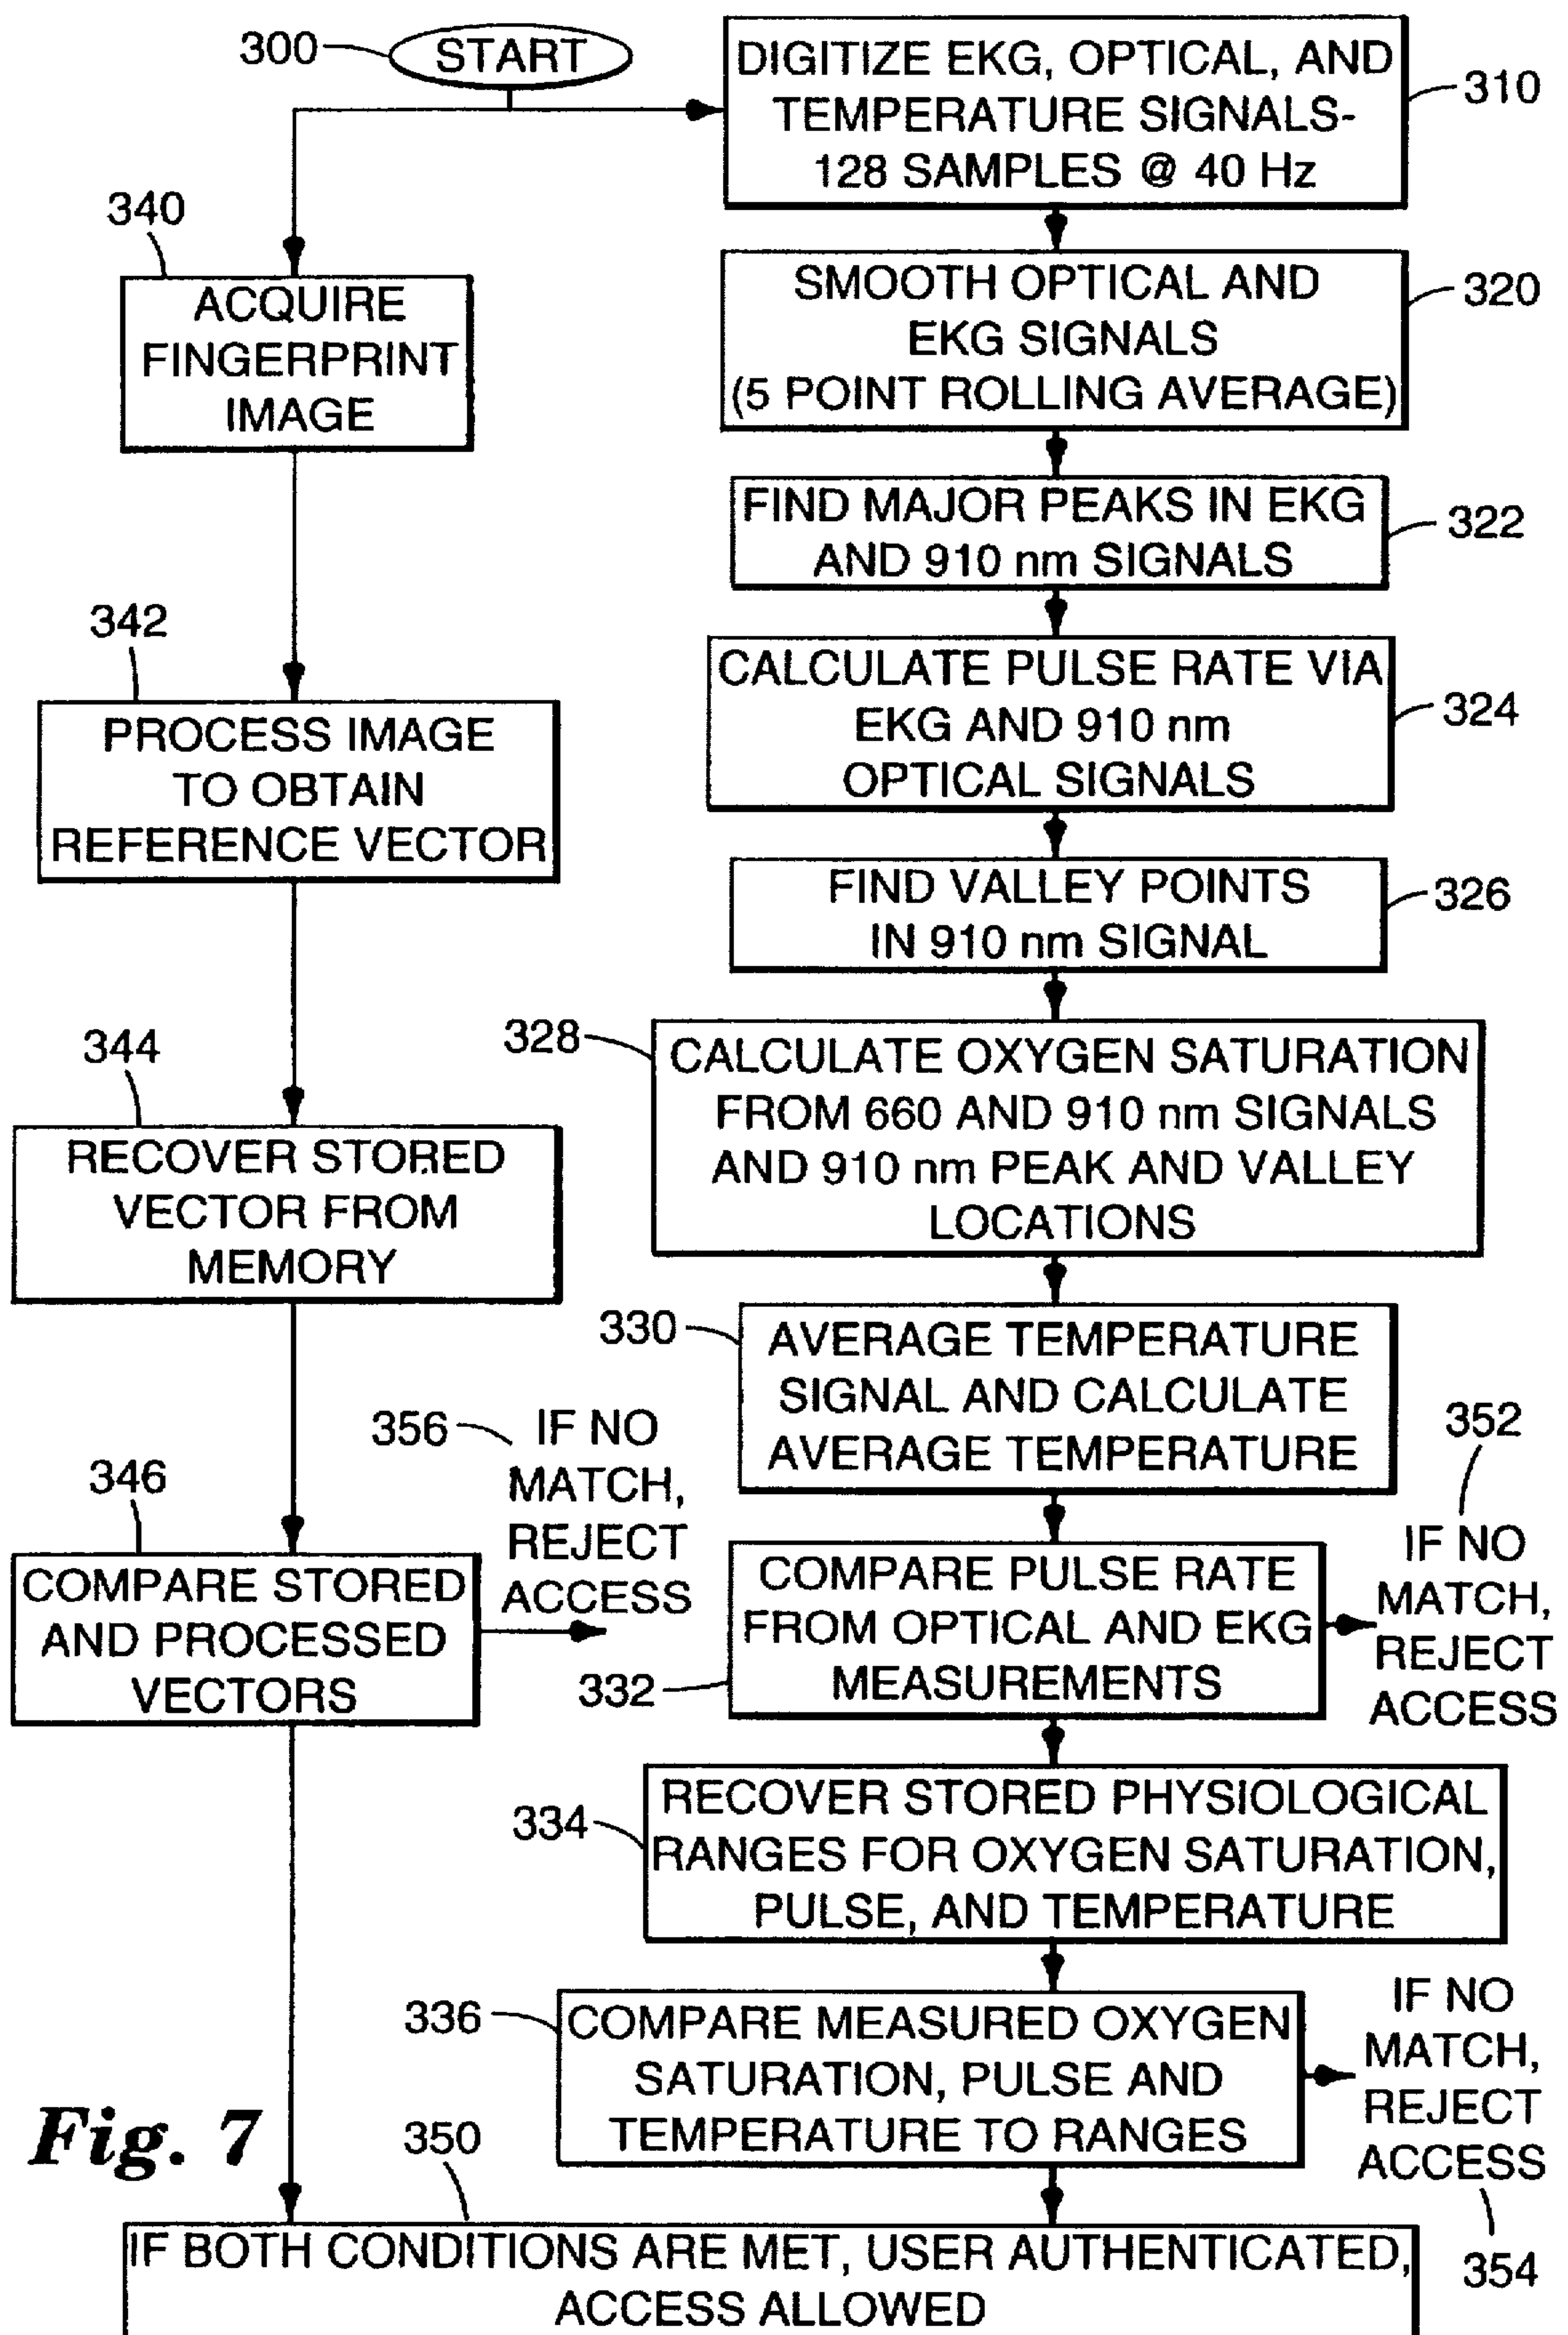 300
START
DIGITIZE EKG, OPTICAL, AND
TEMPERATURE SIGNALS-
128 SAMPLES @ 40 Hz
310
340
ACQUIRE
FINGERPRINT
IMAGE
SMOOTH OPTICAL AND
EKG SIGNALS
(5 POINT ROLLING AVERAGE)
320
FIND MAJOR PEAKS IN EKG
AND 910 nm SIGNALS
322
342
PROCESS IMAGE
TO OBTAIN
REFERENCE VECTOR
CALCULATE PULSE RATE VIA
EKG AND 910 nm
OPTICAL SIGNALS
324
FIND VALLEY POINTS
IN 910 nm SIGNAL
326
344
RECOVER STORED
VECTOR FROM
MEMORY
328
CALCULATE OXYGEN SATURATION
FROM 660 AND 910 nm SIGNALS
AND 910 nm PEAK AND VALLEY
LOCATIONS
330
AVERAGE TEMPERATURE
SIGNAL AND CALCULATE
AVERAGE TEMPERATURE
346
COMPARE STORED
AND PROCESSED
VECTORS
356
IF NO
MATCH,
REJECT
ACCESS
332
COMPARE PULSE RATE
FROM OPTICAL AND EKG
MEASUREMENTS
352
IF NO
MATCH,
REJECT
ACCESS
334
RECOVER STORED PHYSIOLOGICAL
RANGES FOR OXYGEN SATURATION,
PULSE, AND TEMPERATURE
336
COMPARE MEASURED OXYGEN
SATURATION, PULSE AND
TEMPERATURE TO RANGES
IF NO
MATCH,
REJECT
ACCESS
354
Fig. 7
350
IF BOTH CONDITIONS ARE MET, USER AUTHENTICATED,
ACCESS ALLOWED